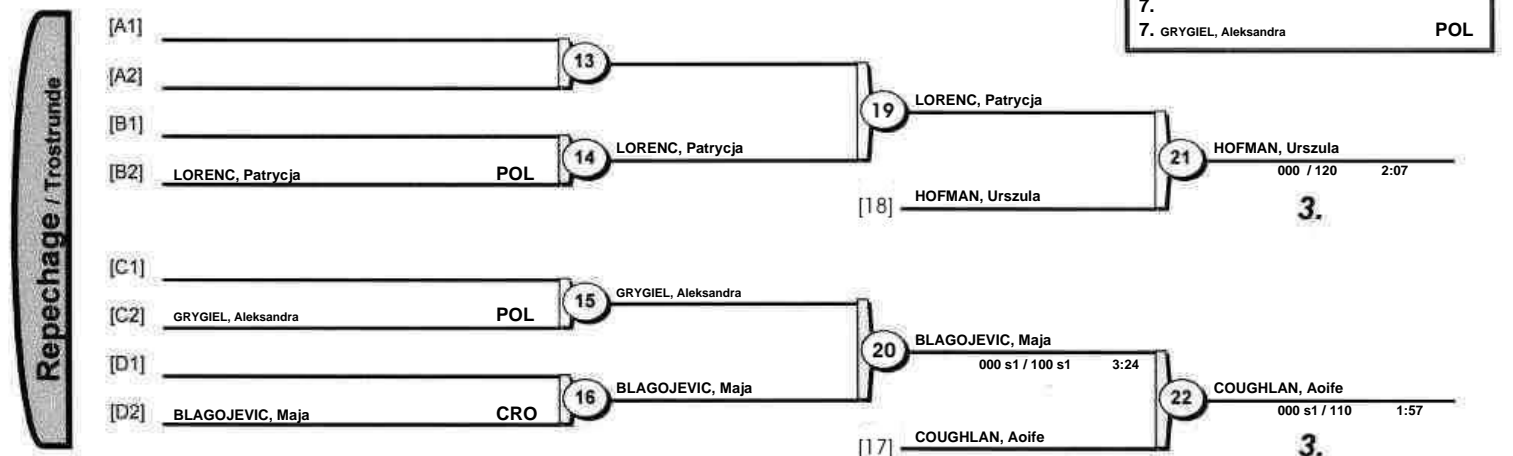 7.
7. GRYGIEL, Aleksandra POL
Repechage / Trostrunde
[A1]
13
[A2]
19 LORENC, Patrycja
[B1]
14 LORENC, Patrycja
[B2] LORENC, Patrycja POL
21 HOFMAN, Urszula
000 / 120 2:07
[18] HOFMAN, Urszula
3.
[C1]
15 GRYGIEL, Aleksandra
[C2] GRYGIEL, Aleksandra POL
20 BLAGOJEVIC, Maja
000 s1 / 100 s1 3:24
[D1]
16 BLAGOJEVIC, Maja
[D2] BLAGOJEVIC, Maja CRO
22 COUGHLAN, Aoife
000 s1 / 110 1:57
[17] COUGHLAN, Aoife
3.